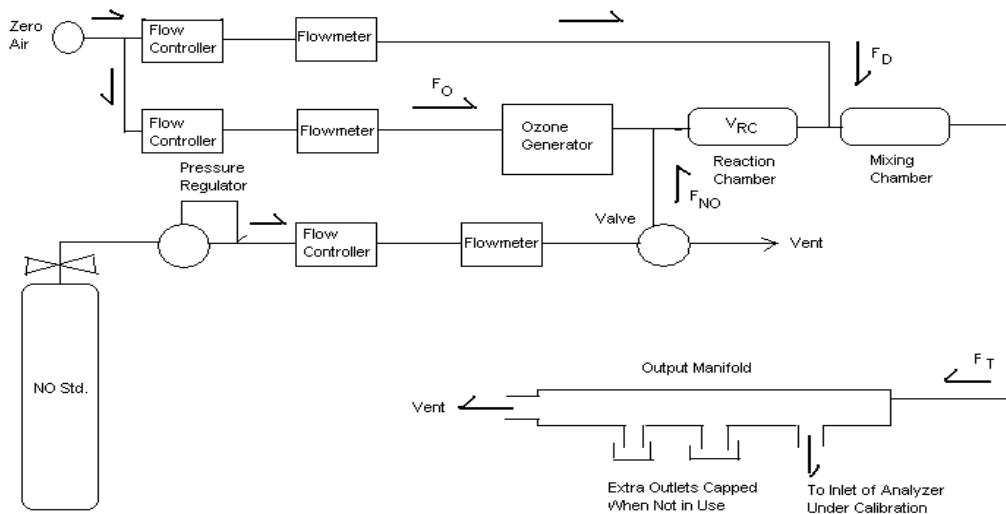 Zero
Air
Flow
Controller
Flowmeter
F_D
Flow
Controller
Flowmeter
F_O
Ozone
Generator
V_RC
Reaction
Chamber
Mixing
Chamber
Pressure
Regulator
F_NO
Flow
Controller
Flowmeter
Valve
Vent
NO Std.
Output Manifold
F_T
Vent
Extra Outlets Capped
When Not in Use
To Inlet of Analyzer
Under Calibration